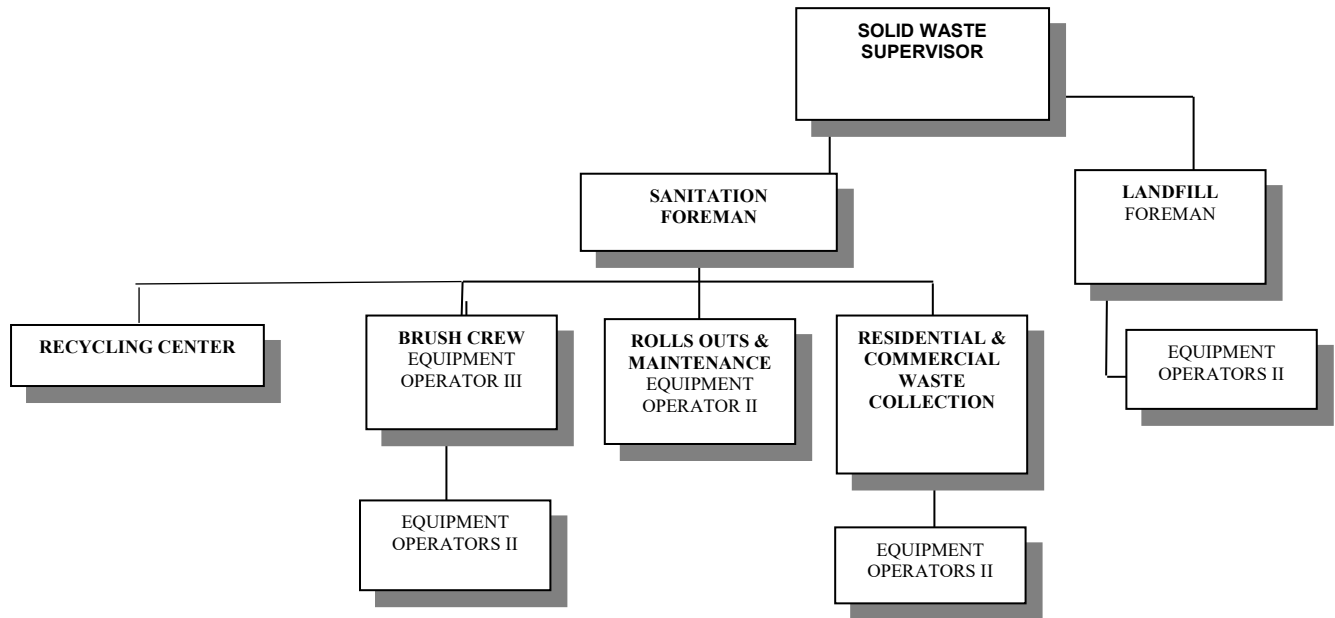 SOLID WASTE
SUPERVISOR
SANITATION
FOREMAN
LANDFILL
FOREMAN
RECYCLING CENTER
BRUSH CREW
EQUIPMENT
OPERATOR III
ROLLS OUTS &
MAINTENANCE
EQUIPMENT
OPERATOR II
RESIDENTIAL &
COMMERCIAL
WASTE
COLLECTION
EQUIPMENT
OPERATORS II
EQUIPMENT
OPERATORS II
EQUIPMENT
OPERATORS II